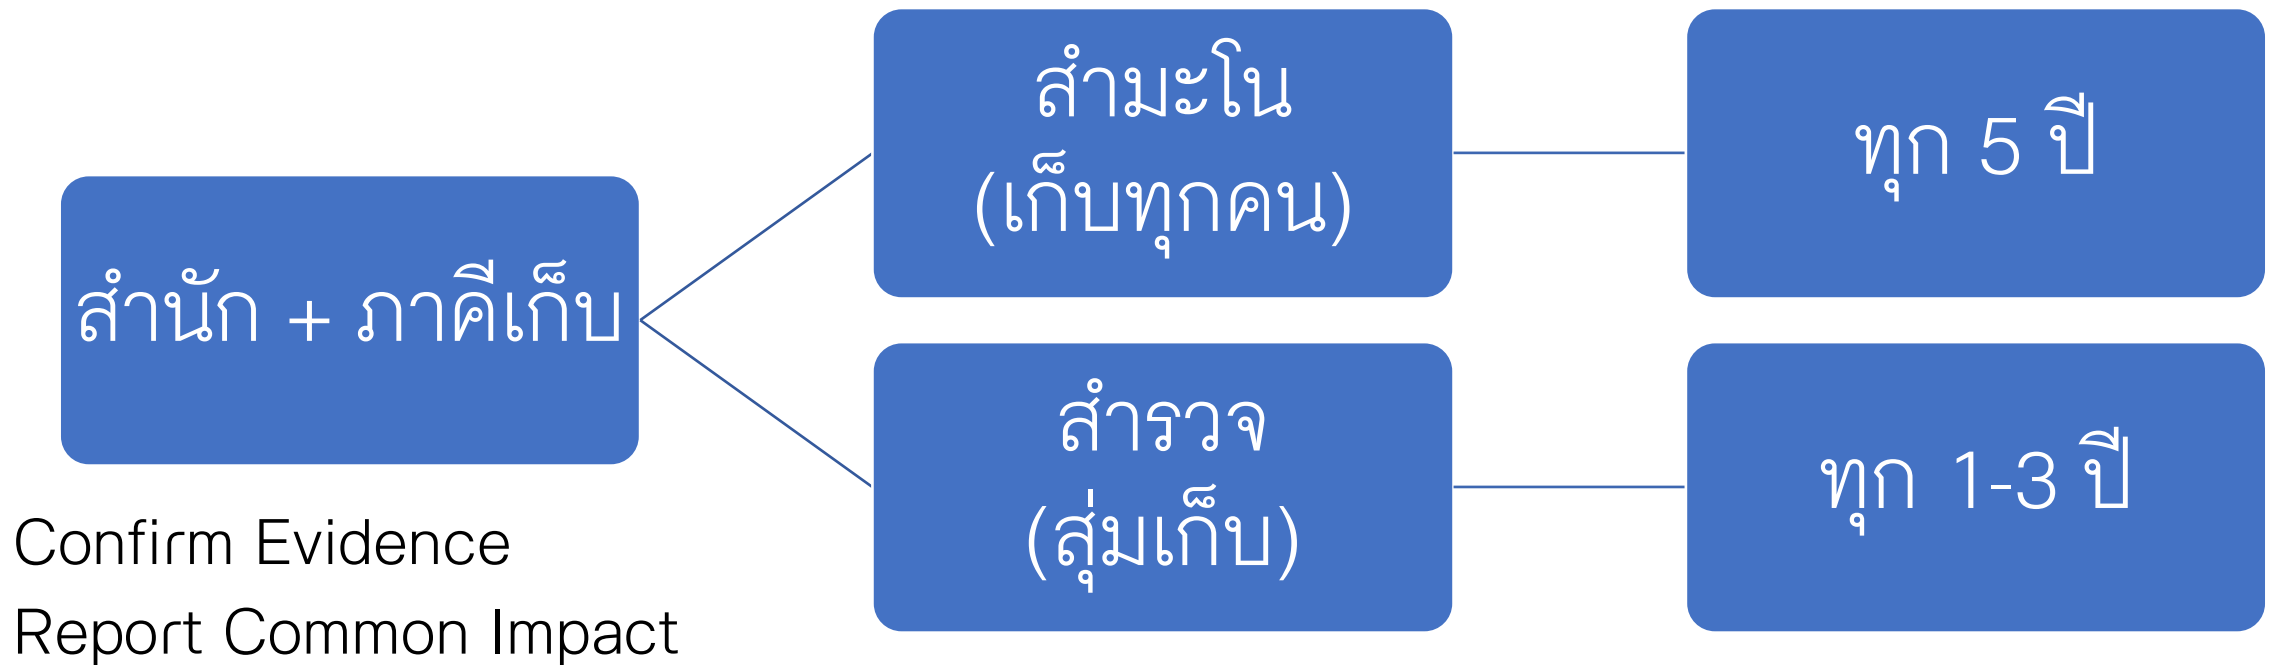 สำนัก + ภาคีเก็บ
สำมะโน
(เก็บทุกคน)
ทุก 5 ปี
สำรวจ
(สุ่มเก็บ)
ทุก 1-3 ปี
Confirm Evidence
Report Common Impact